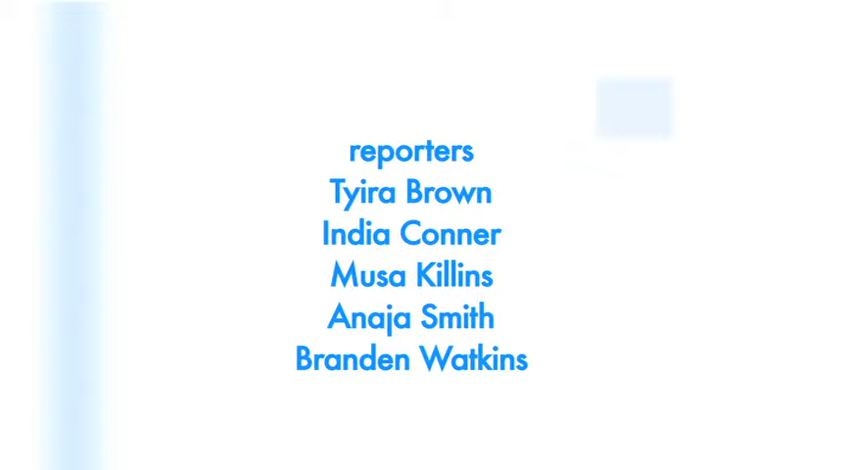 reporters
Tyira Brown
India Conner
Musa Killins
Anaja Smith
Branden Watkins